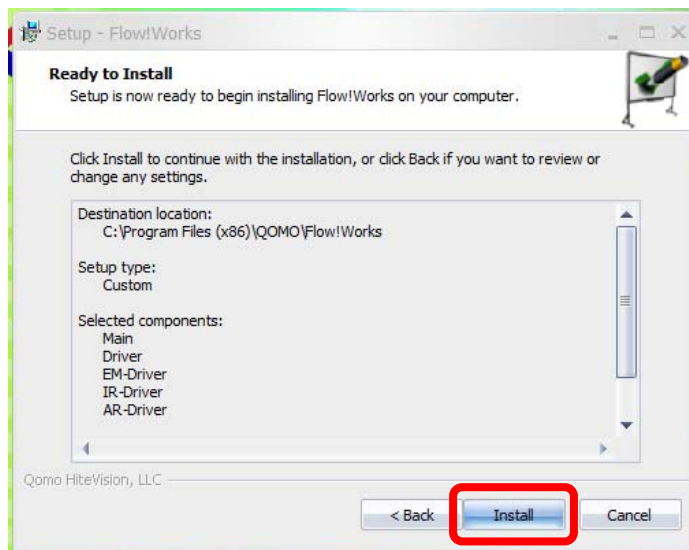 Setup - Flow!Works
Ready to Install
Setup is now ready to begin installing Flow!Works on your computer.
Click Install to continue with the installation, or click Back if you want to review or
change any settings.
Destination location:
C:\Program Files (x86)\QOMO\Flow!Works
Setup type:
Custom
Selected components:
Main
Driver
EM-Driver
IR-Driver
AR-Driver
Qomo HiteVision, LLC
< Back Install Cancel